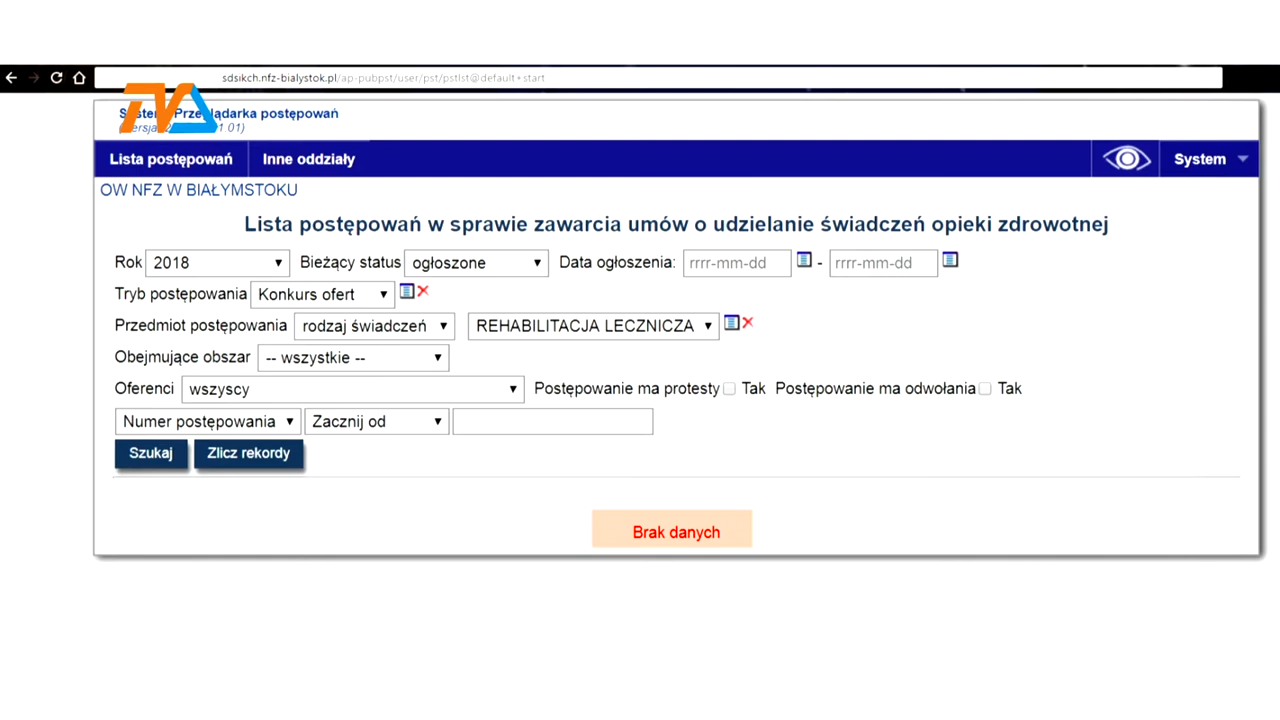 sdsikch.nfz-bialystok.pl/ap-pubpst/user/pst/pstlst@default+start
Przeglądarka postępowań
Lista postępowań Inne oddziały System
OW NFZ W BIAŁYMSTOKU
Lista postępowań w sprawie zawarcia umów o udzielanie świadczeń opieki zdrowotnej
Rok 2018 Bieżący status ogłoszone Data ogłoszenia: rrrr-mm-dd - rrrr-mm-dd
Tryb postępowania Konkurs ofert
Przedmiot postępowania rodzaj świadczeń REHABILITACJA LECZNICZA
Obejmujące obszar -- wszystkie --
Oferenci wszyscy Postępowanie ma protesty Tak Postępowanie ma odwołania Tak
Numer postępowania Zacznij od
Szukaj Zlicz rekordy
Brak danych